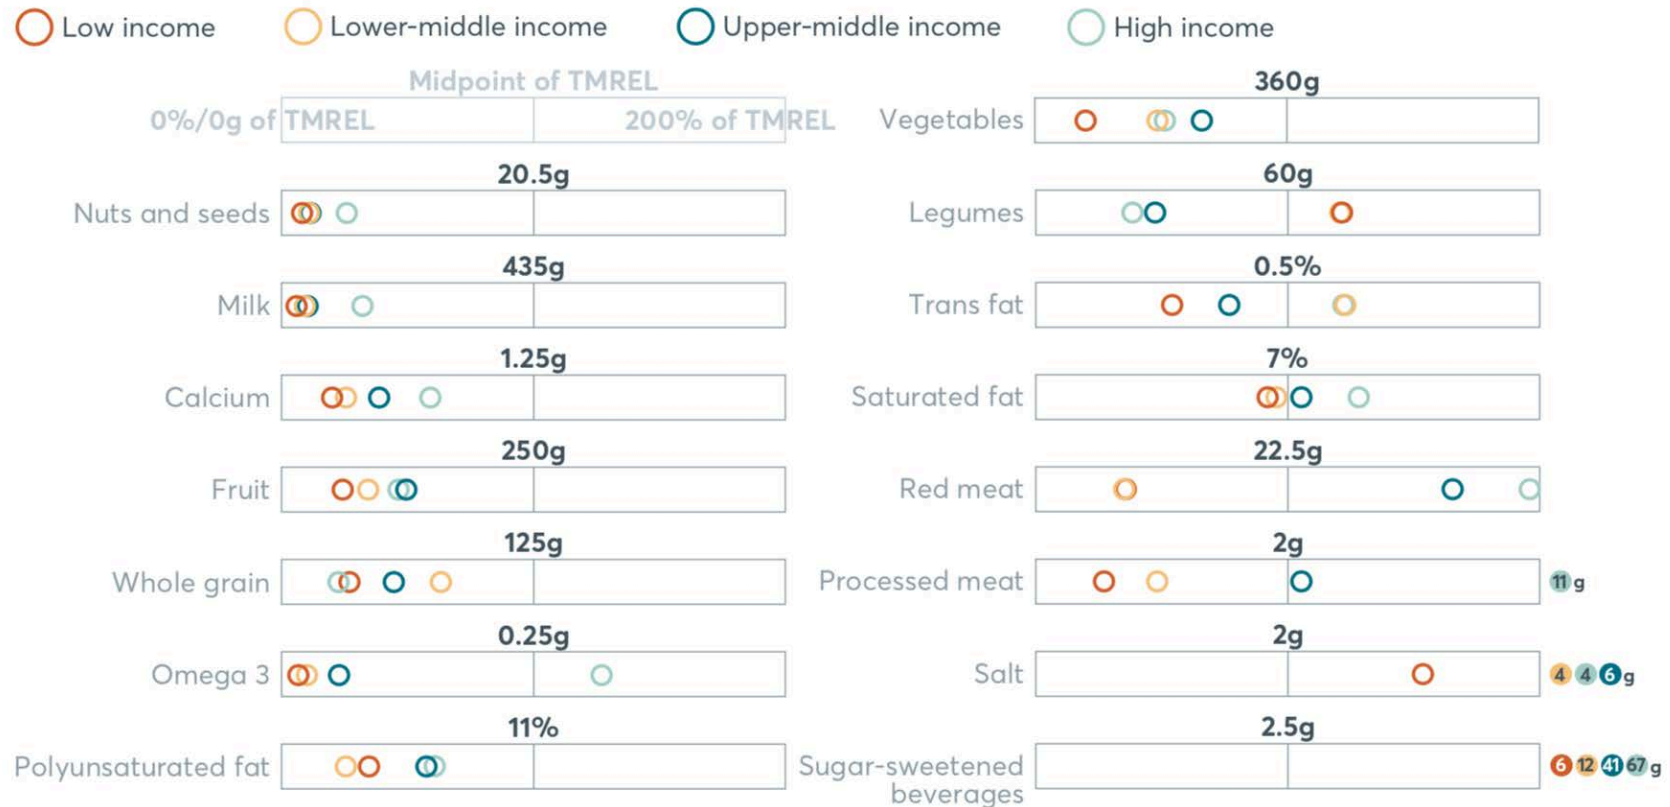 Low income
Lower-middle income
Upper-middle income
High income
Midpoint of TMREL
0%/0g of TMREL
200% of TMREL
20.5g
Nuts and seeds
435g
Milk
1.25g
Calcium
250g
Fruit
125g
Whole grain
0.25g
Omega 3
11%
Polyunsaturated fat
360g
Vegetables
60g
Legumes
0.5%
Trans fat
7%
Saturated fat
22.5g
Red meat
2g
Processed meat
11 g
2g
Salt
4 4 6 g
2.5g
Sugar-sweetened
beverages
6 12 41 67 g